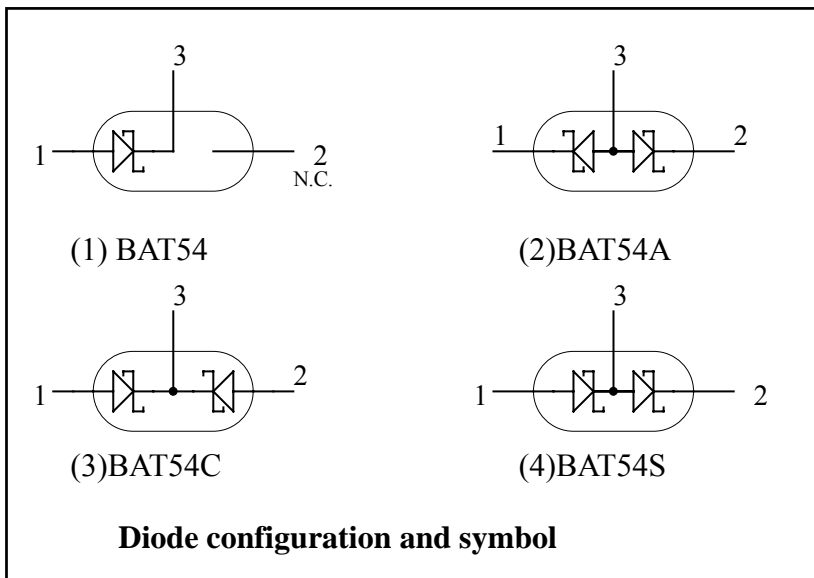 3
1
2
N.C.
(1) BAT54
3
1
2
(2)BAT54A
3
1
2
(3)BAT54C
3
1
2
(4)BAT54S
Diode configuration and symbol